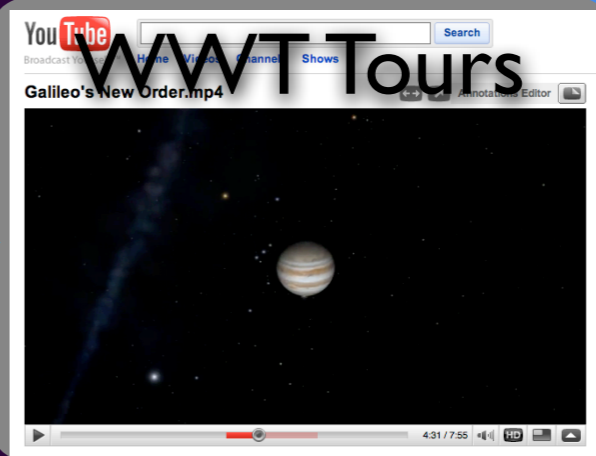 YouTube
Search
WWT Tours
Broadcast Yourself
Home Videos Channels Shows
Galileo's New Order.mp4
Annotations Editor
4:31 / 7:55
HD